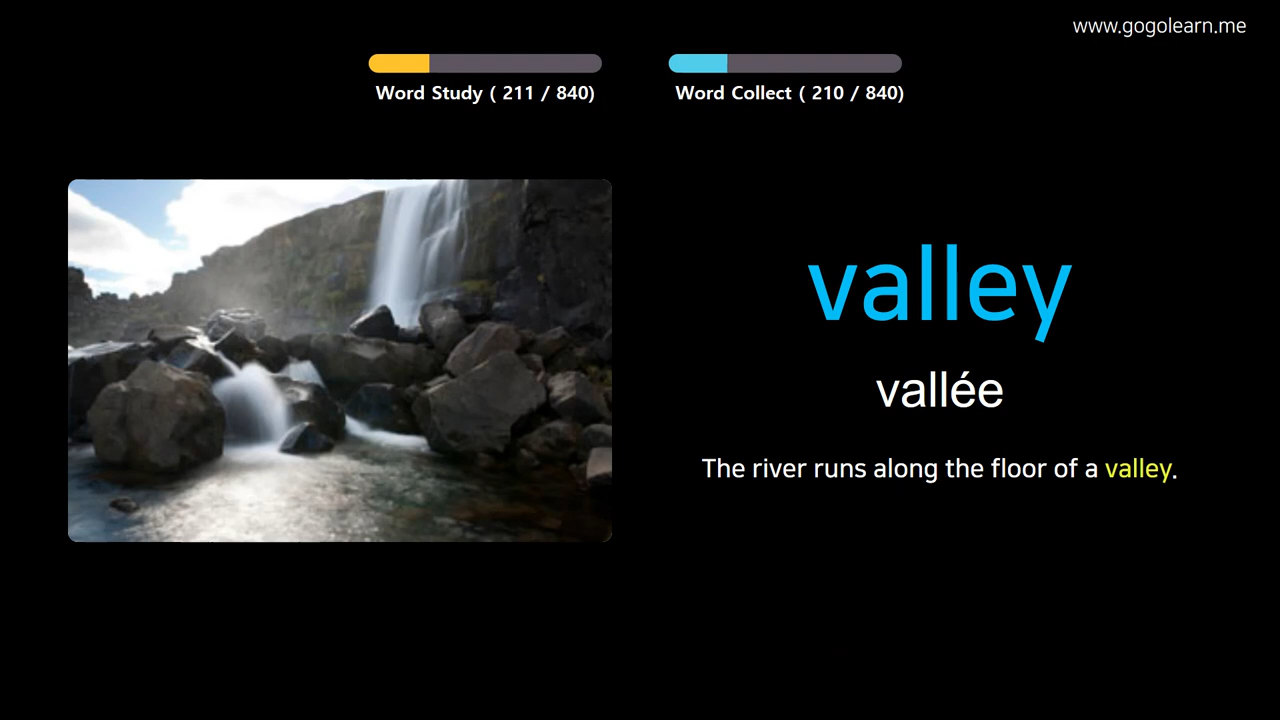 www.gogolearn.me
Word Study ( 211 / 840)
Word Collect ( 210 / 840)
valley
vallée
The river runs along the floor of a valley.